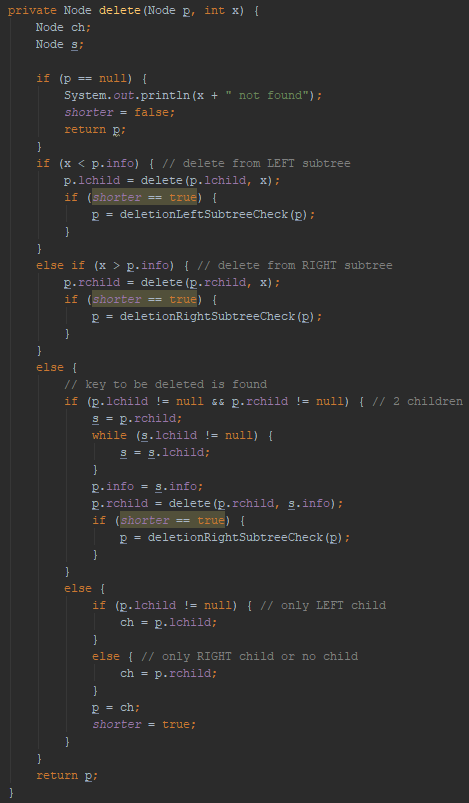 private Node delete(Node p, int x) {
    Node ch;
    Node s;

    if (p == null) {
        System.out.println(x + " not found");
        shorter = false;
        return p;
    }
    if (x < p.info) { // delete from LEFT subtree
        p.lchild = delete(p.lchild, x);
        if (shorter == true) {
            p = deletionLeftSubtreeCheck(p);
        }
    }
    else if (x > p.info) { // delete from RIGHT subtree
        p.rchild = delete(p.rchild, x);
        if (shorter == true) {
            p = deletionRightSubtreeCheck(p);
        }
    }
    else {
        // key to be deleted is found
        if (p.lchild != null && p.rchild != null) { // 2 children
            s = p.rchild;
            while (s.lchild != null) {
                s = s.lchild;
            }
            p.info = s.info;
            p.rchild = delete(p.rchild, s.info);
            if (shorter == true) {
                p = deletionRightSubtreeCheck(p);
            }
        }
        else {
            if (p.lchild != null) { // only LEFT child
                ch = p.lchild;
            }
            else { // only RIGHT child or no child
                ch = p.rchild;
            }
            p = ch;
            shorter = true;
        }
    }
    return p;
}